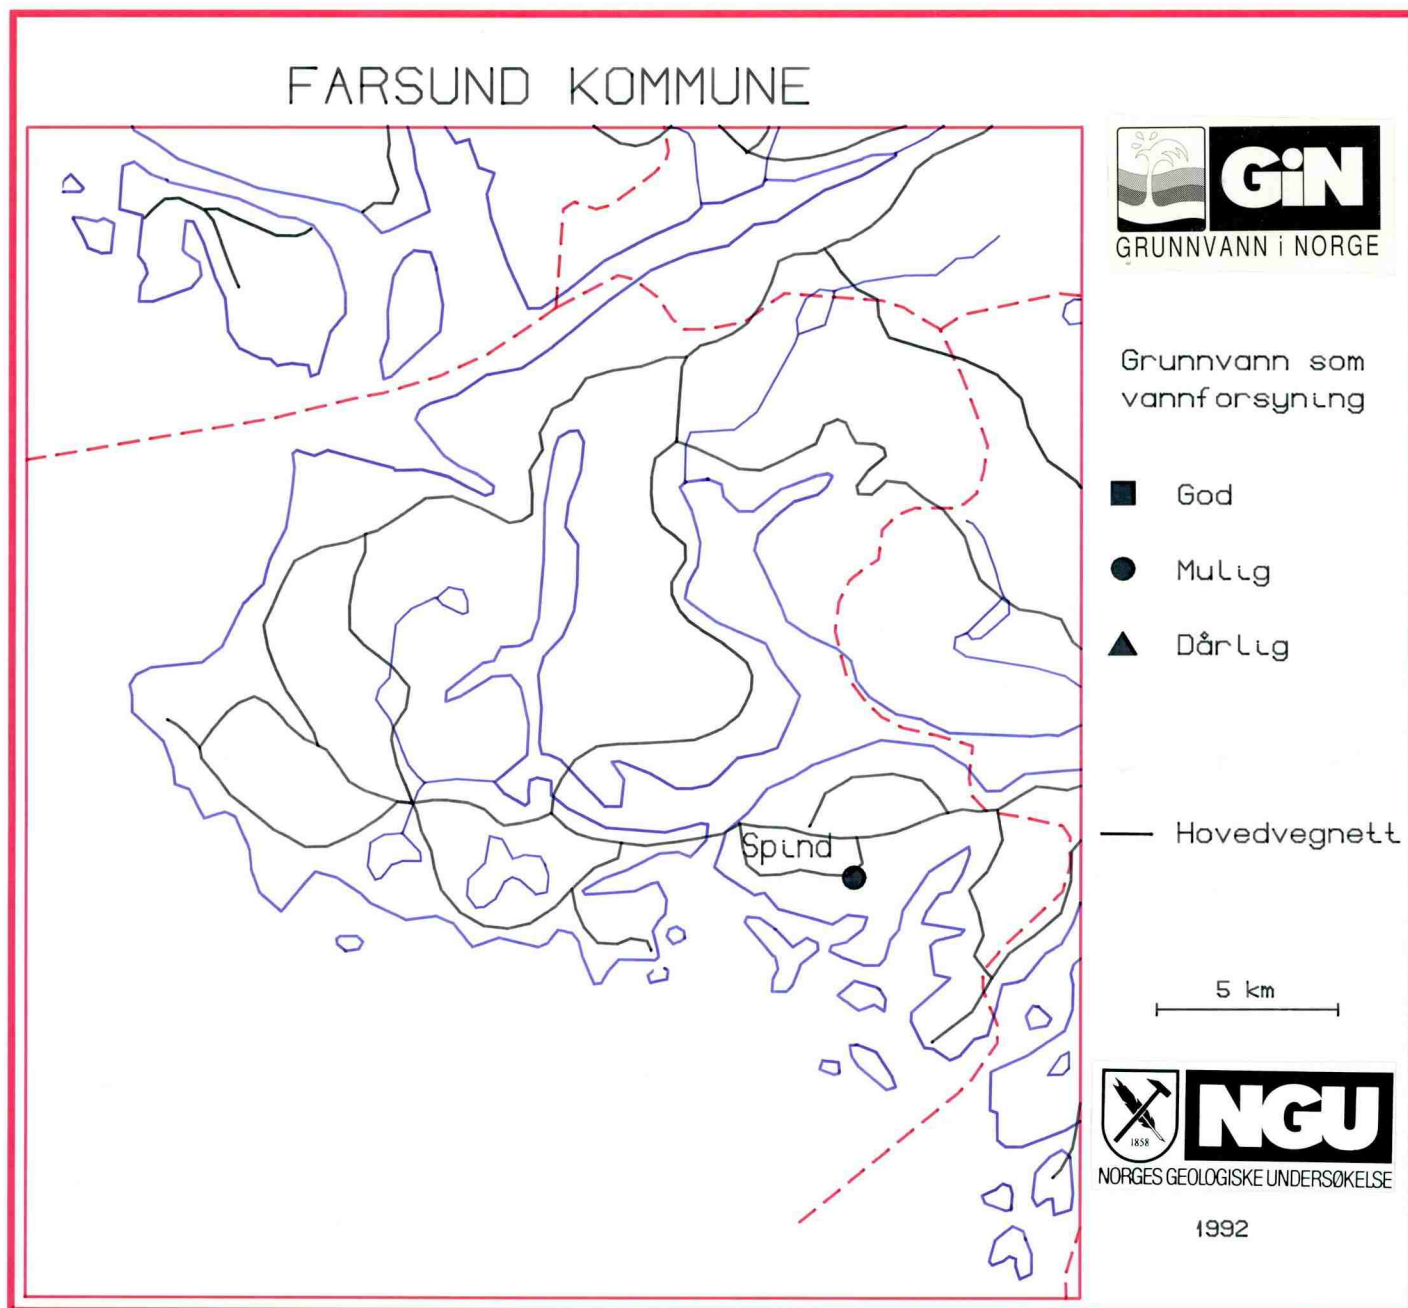 FARSUND KOMMUNE
GiN
GRUNNVANN i NORGE
Grunnvann som
vannforsyning
God
Mulig
Dårlig
Spind
Hovedvegnett
5 km
1858
NGU
NORGES GEOLOGISKE UNDERSØKELSE
1992